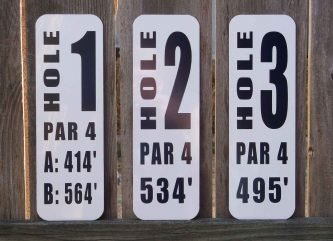 HOLE 1
PAR 4
A: 414'
B: 564'
HOLE 2
PAR 4
534'
HOLE 3
PAR 4
495'